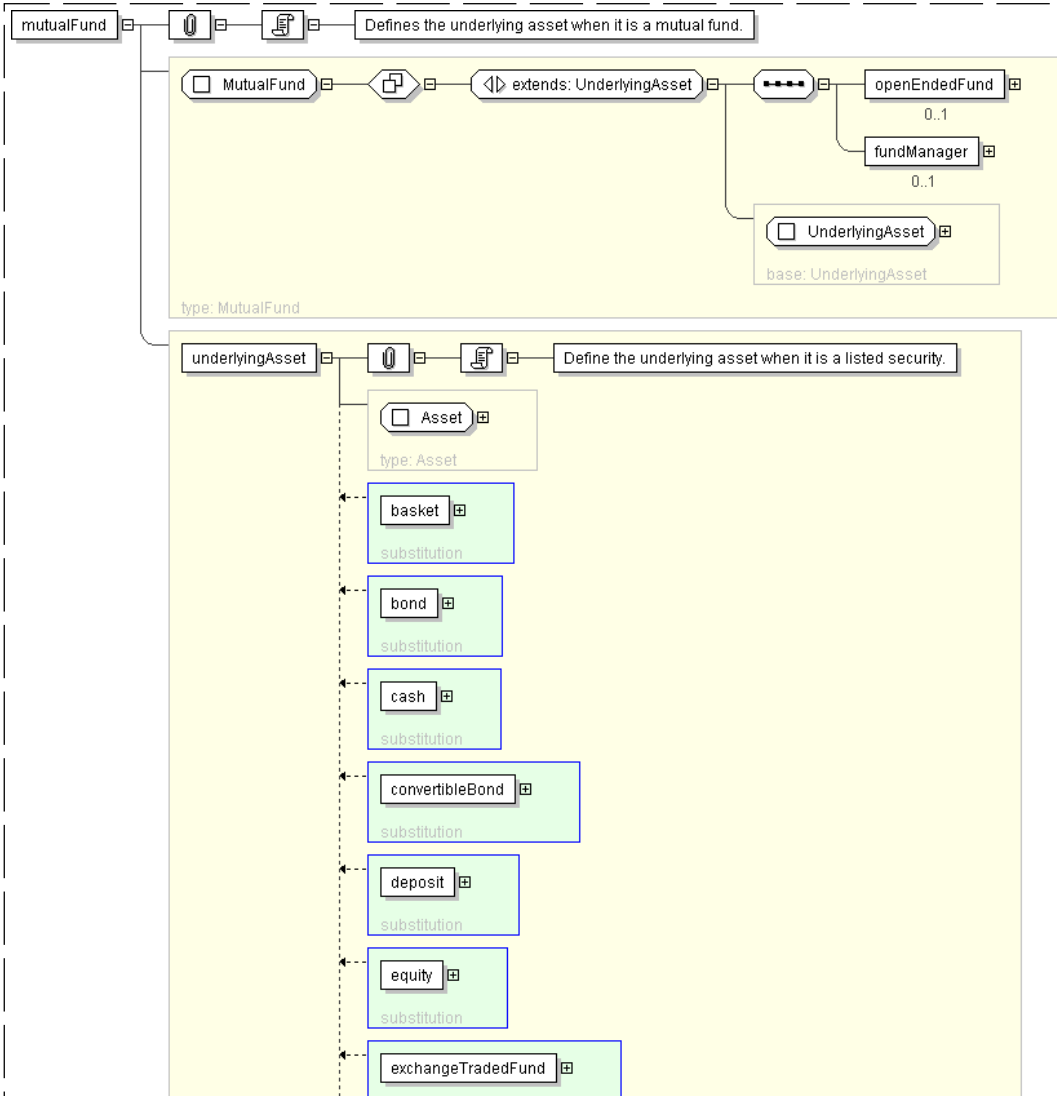 mutualFund
Defines the underlying asset when it is a mutual fund.
MutualFund
extends: UnderlyingAsset
openEndedFund
0..1
fundManager
0..1
UnderlyingAsset
base: UnderlyingAsset
type: MutualFund
underlyingAsset
Define the underlying asset when it is a listed security.
Asset
type: Asset
basket
substitution
bond
substitution
cash
substitution
convertibleBond
substitution
deposit
substitution
equity
substitution
exchangeTradedFund